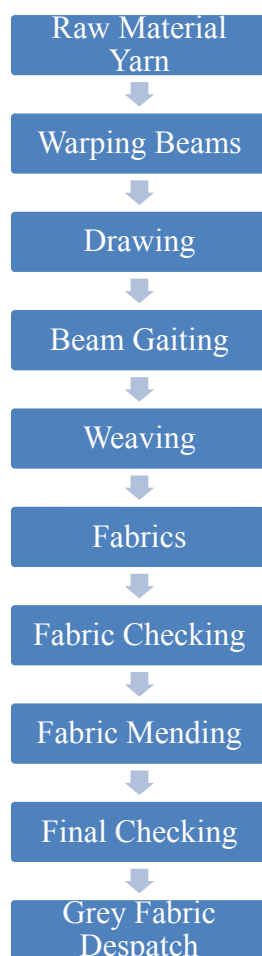 Raw Material
Yarn
Warping Beams
Drawing
Beam Gaiting
Weaving
Fabrics
Fabric Checking
Fabric Mending
Final Checking
Grey Fabric
Despatch